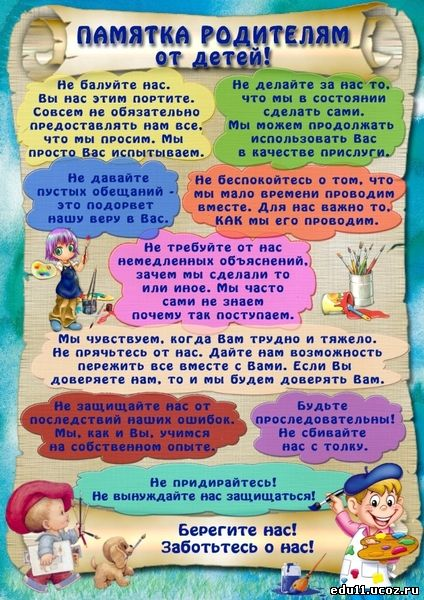 ПАМЯТКА РОДИТЕЛЯМ
от детей!
Не балуйте нас.
Вы нас этим портите.
Совсем не обязательно
предоставлять нам все,
что мы просим. Мы
просто Вас испытываем.
Не делайте за нас то,
что мы в состоянии
сделать сами.
Мы можем продолжать
использовать Вас
в качестве прислуги.
Не давайте
пустых обещаний -
это подорвет
нашу веру в Вас.
Не беспокойтесь о том, что
мы мало времени проводим
вместе. Для нас важно то,
КАК мы его проводим.
Не требуйте от нас
немедленных объяснений,
зачем мы сделали то
или иное. Мы часто
сами не знаем
почему так поступаем.
Мы чувствуем, когда Вам трудно и тяжело.
Не прячьтесь от нас. Дайте нам возможность
пережить все вместе с Вами. Если Вы
доверяете нам, то и мы будем доверять Вам.
Не защищайте нас от
последствий наших ошибок.
Мы, как и Вы, учимся
на собственном опыте.
Будьте
последовательны!
Не сбивайте
нас с толку.
Не придирайтесь!
Не вынуждайте нас защищаться!
Берегите нас!
Заботьтесь о нас!
edu11.ucoz.ru